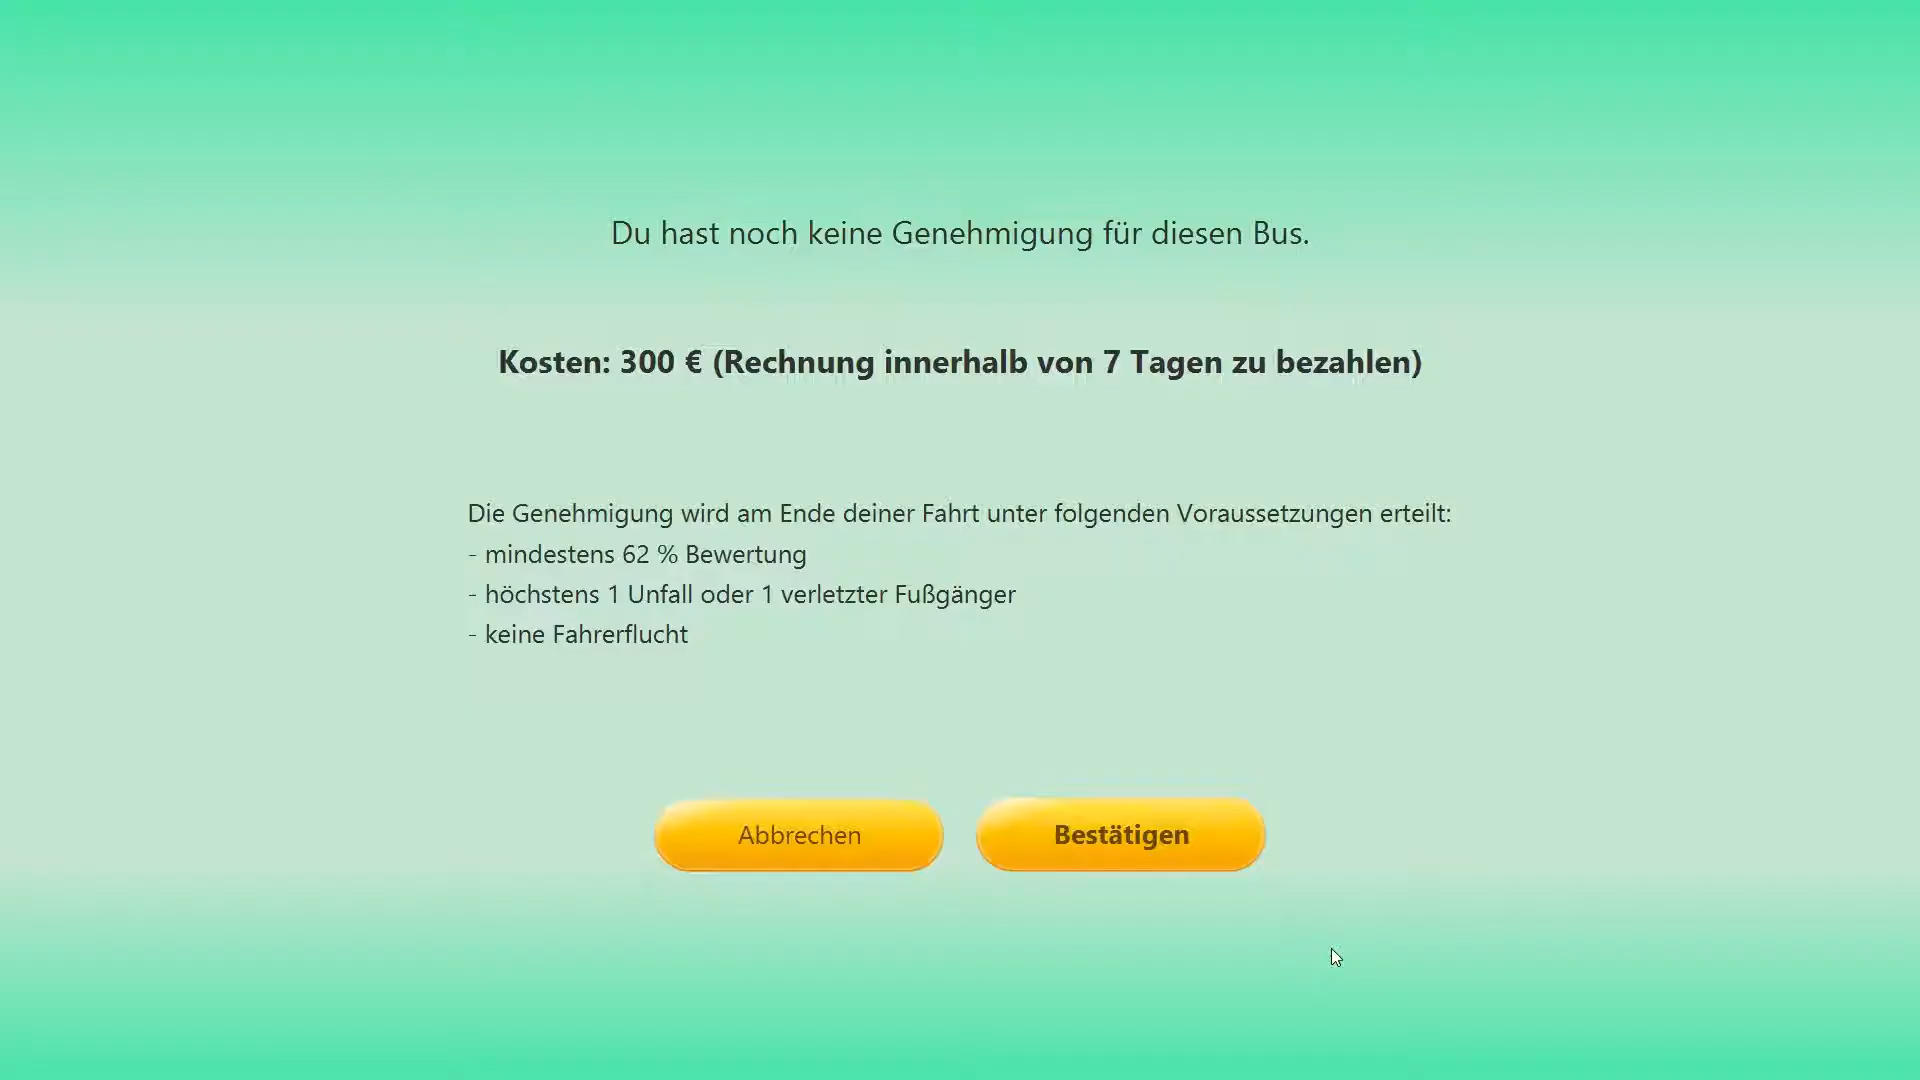 Du hast noch keine Genehmigung für diesen Bus.
Kosten: 300 € (Rechnung innerhalb von 7 Tagen zu bezahlen)
Die Genehmigung wird am Ende deiner Fahrt unter folgenden Voraussetzungen erteilt:
- mindestens 62 % Bewertung
- höchstens 1 Unfall oder 1 verletzter Fußgänger
- keine Fahrerflucht
Abbrechen
Bestätigen